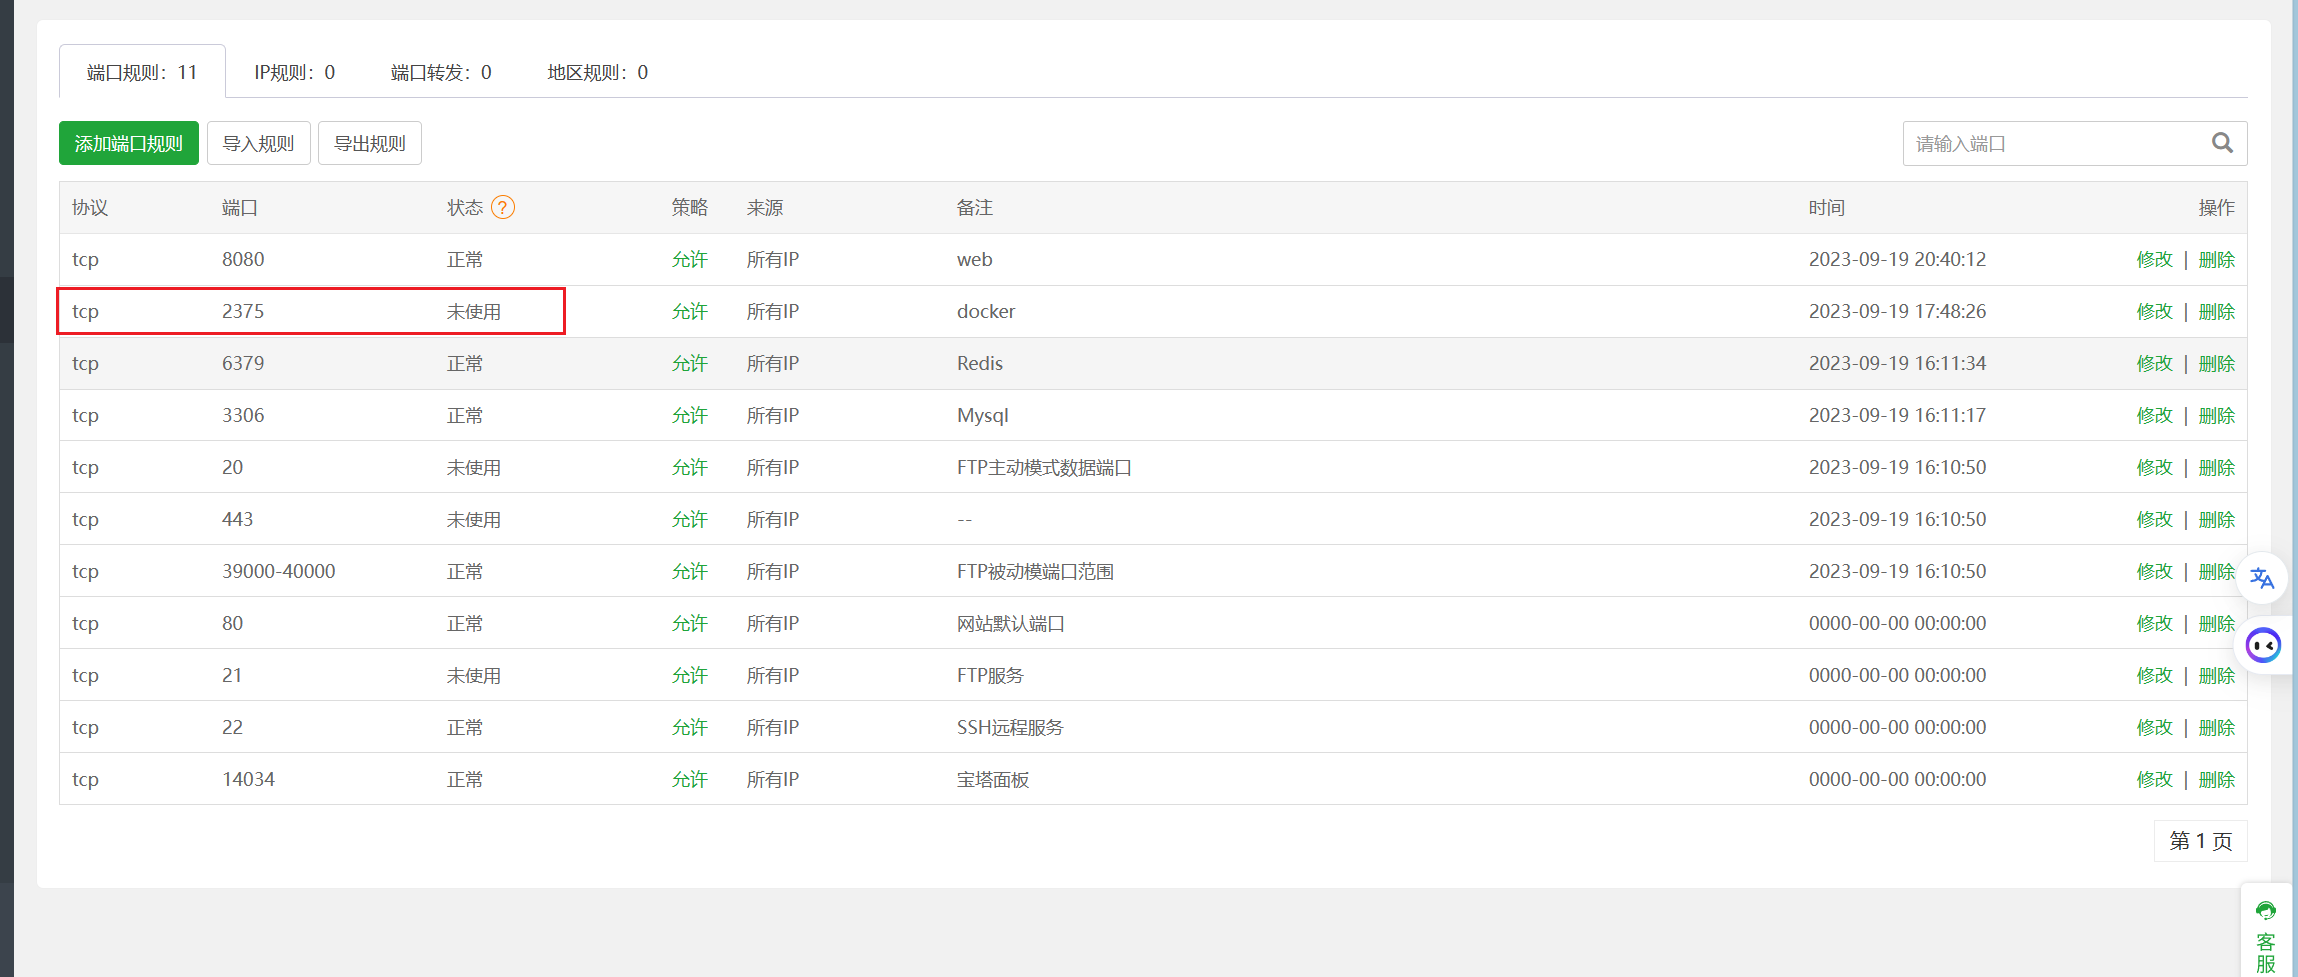 端口规则：11 IP规则：0 端口转发：0 地区规则：0
添加端口规则 导入规则 导出规则 请输入端口
协议 端口 状态 ? 策略 来源 备注 时间 操作
tcp 8080 正常 允许 所有IP web 2023-09-19 20:40:12 修改 | 删除
tcp 2375 未使用 允许 所有IP docker 2023-09-19 17:48:26 修改 | 删除
tcp 6379 正常 允许 所有IP Redis 2023-09-19 16:11:34 修改 | 删除
tcp 3306 正常 允许 所有IP Mysql 2023-09-19 16:11:17 修改 | 删除
tcp 20 未使用 允许 所有IP FTP主动模式数据端口 2023-09-19 16:10:50 修改 | 删除
tcp 443 未使用 允许 所有IP -- 2023-09-19 16:10:50 修改 | 删除
tcp 39000-40000 正常 允许 所有IP FTP被动模端口范围 2023-09-19 16:10:50 修改 | 删除
tcp 80 正常 允许 所有IP 网站默认端口 0000-00-00 00:00:00 修改 | 删除
tcp 21 未使用 允许 所有IP FTP服务 0000-00-00 00:00:00 修改 | 删除
tcp 22 正常 允许 所有IP SSH远程服务 0000-00-00 00:00:00 修改 | 删除
tcp 14034 正常 允许 所有IP 宝塔面板 0000-00-00 00:00:00 修改 | 删除
第 1 页
客
服